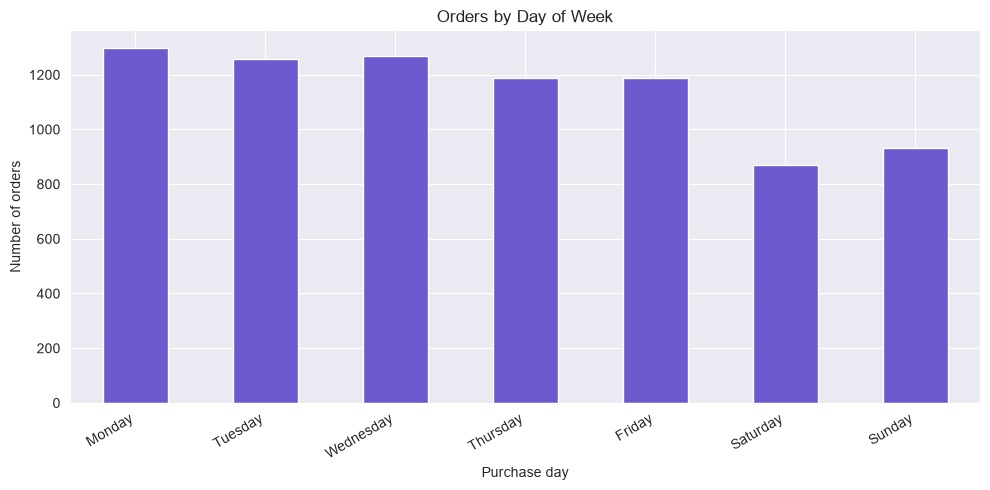 Orders by Day of Week
Number of orders
1200
1000
800
600
400
200
0
Monday
Tuesday
Wednesday
Thursday
Friday
Saturday
Sunday
Purchase day